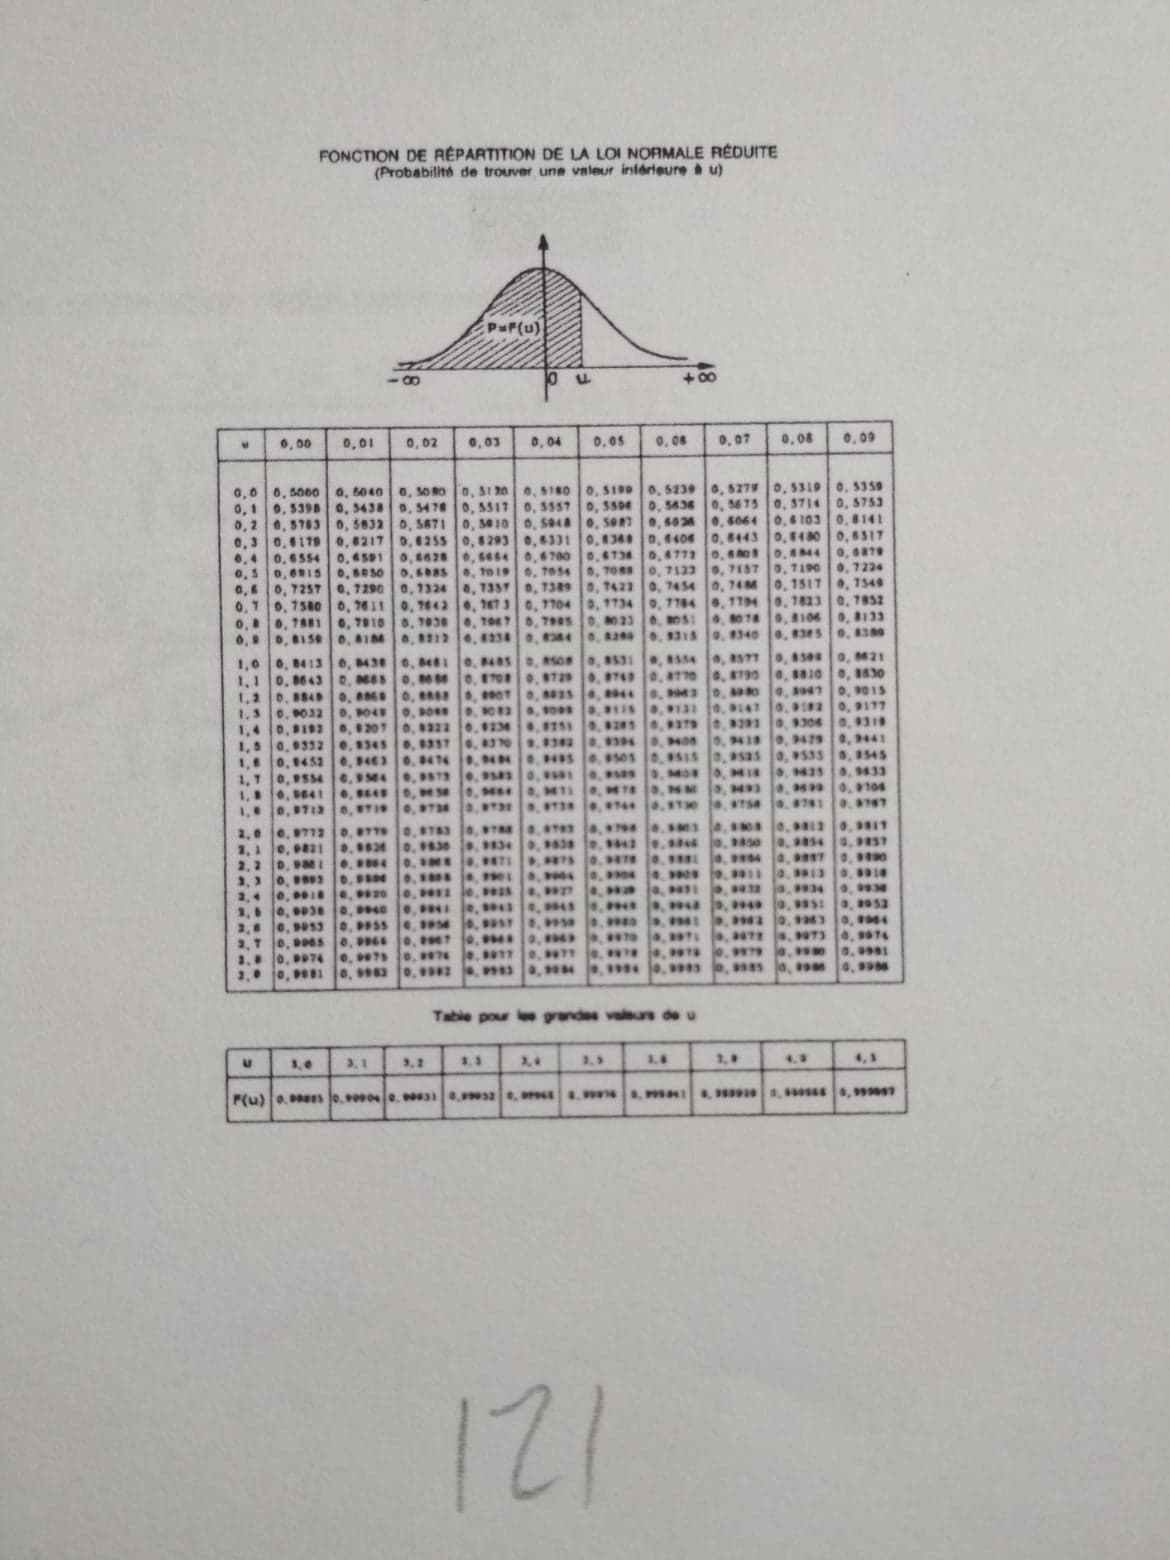 FONCTION DE RÉPARTITION DE LA LOI NORMALE RÉDUITE
(Probabilité de trouver une valeur inférieure à u)
P=F(u)
-∞ 0 u +∞
u 0,00 0,01 0,02 0,03 0,04 0,05 0,06 0,07 0,08 0,09
0,0 0,5000 0,5040 0,5080 0,5120 0,5160 0,5199 0,5239 0,5279 0,5319 0,5359
0,1 0,5398 0,5438 0,5478 0,5517 0,5557 0,5596 0,5636 0,5675 0,5714 0,5753
0,2 0,5793 0,5832 0,5871 0,5910 0,5948 0,5987 0,6026 0,6064 0,6103 0,6141
0,3 0,6179 0,6217 0,6255 0,6293 0,6331 0,6368 0,6406 0,6443 0,6480 0,6517
0,4 0,6554 0,6591 0,6628 0,6664 0,6700 0,6736 0,6772 0,6808 0,6844 0,6879
0,5 0,6915 0,6950 0,6985 0,7019 0,7054 0,7088 0,7123 0,7157 0,7190 0,7224
0,6 0,7257 0,7290 0,7324 0,7357 0,7389 0,7422 0,7454 0,7486 0,7517 0,7549
0,7 0,7580 0,7611 0,7642 0,7673 0,7704 0,7734 0,7764 0,7794 0,7823 0,7852
0,8 0,7881 0,7910 0,7939 0,7967 0,7995 0,8023 0,8051 0,8078 0,8106 0,8133
0,9 0,8159 0,8186 0,8212 0,8238 0,8264 0,8289 0,8315 0,8340 0,8365 0,8389
1,0 0,8413 0,8438 0,8461 0,8485 0,8508 0,8531 0,8554 0,8577 0,8599 0,8621
1,1 0,8643 0,8665 0,8686 0,8708 0,8729 0,8749 0,8770 0,8790 0,8810 0,8830
1,2 0,8849 0,8869 0,8888 0,8907 0,8925 0,8944 0,8962 0,8980 0,8997 0,9015
1,3 0,9032 0,9049 0,9066 0,9082 0,9099 0,9115 0,9131 0,9147 0,9162 0,9177
1,4 0,9192 0,9207 0,9222 0,9236 0,9251 0,9265 0,9279 0,9292 0,9306 0,9319
1,5 0,9332 0,9345 0,9357 0,9370 0,9382 0,9394 0,9406 0,9418 0,9429 0,9441
1,6 0,9452 0,9463 0,9474 0,9484 0,9495 0,9505 0,9515 0,9525 0,9535 0,9545
1,7 0,9554 0,9564 0,9573 0,9582 0,9591 0,9599 0,9608 0,9616 0,9625 0,9633
1,8 0,9641 0,9649 0,9656 0,9664 0,9671 0,9678 0,9686 0,9693 0,9699 0,9706
1,9 0,9713 0,9719 0,9726 0,9732 0,9738 0,9744 0,9750 0,9756 0,9761 0,9767
2,0 0,9772 0,9779 0,9783 0,9788 0,9793 0,9798 0,9803 0,9808 0,9812 0,9817
2,1 0,9821 0,9826 0,9830 0,9834 0,9838 0,9842 0,9846 0,9850 0,9854 0,9857
2,2 0,9861 0,9864 0,9868 0,9871 0,9875 0,9878 0,9881 0,9884 0,9887 0,9890
2,3 0,9893 0,9896 0,9898 0,9901 0,9904 0,9906 0,9909 0,9911 0,9913 0,9916
2,4 0,9918 0,9920 0,9922 0,9925 0,9927 0,9929 0,9931 0,9932 0,9934 0,9936
2,5 0,9938 0,9940 0,9941 0,9943 0,9945 0,9946 0,9948 0,9949 0,9951 0,9952
2,6 0,9953 0,9955 0,9956 0,9957 0,9959 0,9960 0,9961 0,9962 0,9963 0,9964
2,7 0,9965 0,9966 0,9967 0,9968 0,9969 0,9970 0,9971 0,9972 0,9973 0,9974
2,8 0,9974 0,9975 0,9976 0,9977 0,9977 0,9978 0,9979 0,9979 0,9980 0,9981
2,9 0,9981 0,9982 0,9982 0,9983 0,9984 0,9984 0,9985 0,9985 0,9986 0,9986
Table pour les grandes valeurs de u
u 3,0 3,1 3,2 3,3 3,4 3,5 3,6 3,8 4,0 4,5
F(u) 0,99865 0,99904 0,99931 0,99952 0,99966 0,99976 0,999841 0,999928 0,999968 0,999997
121